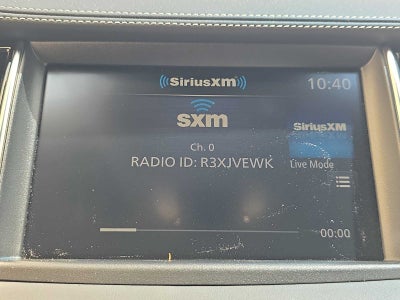 SiriusXM
10:40
sxm
SiriusXM
Ch. 0
RADIO ID: R3XJVEWK
Live Mode
00:00